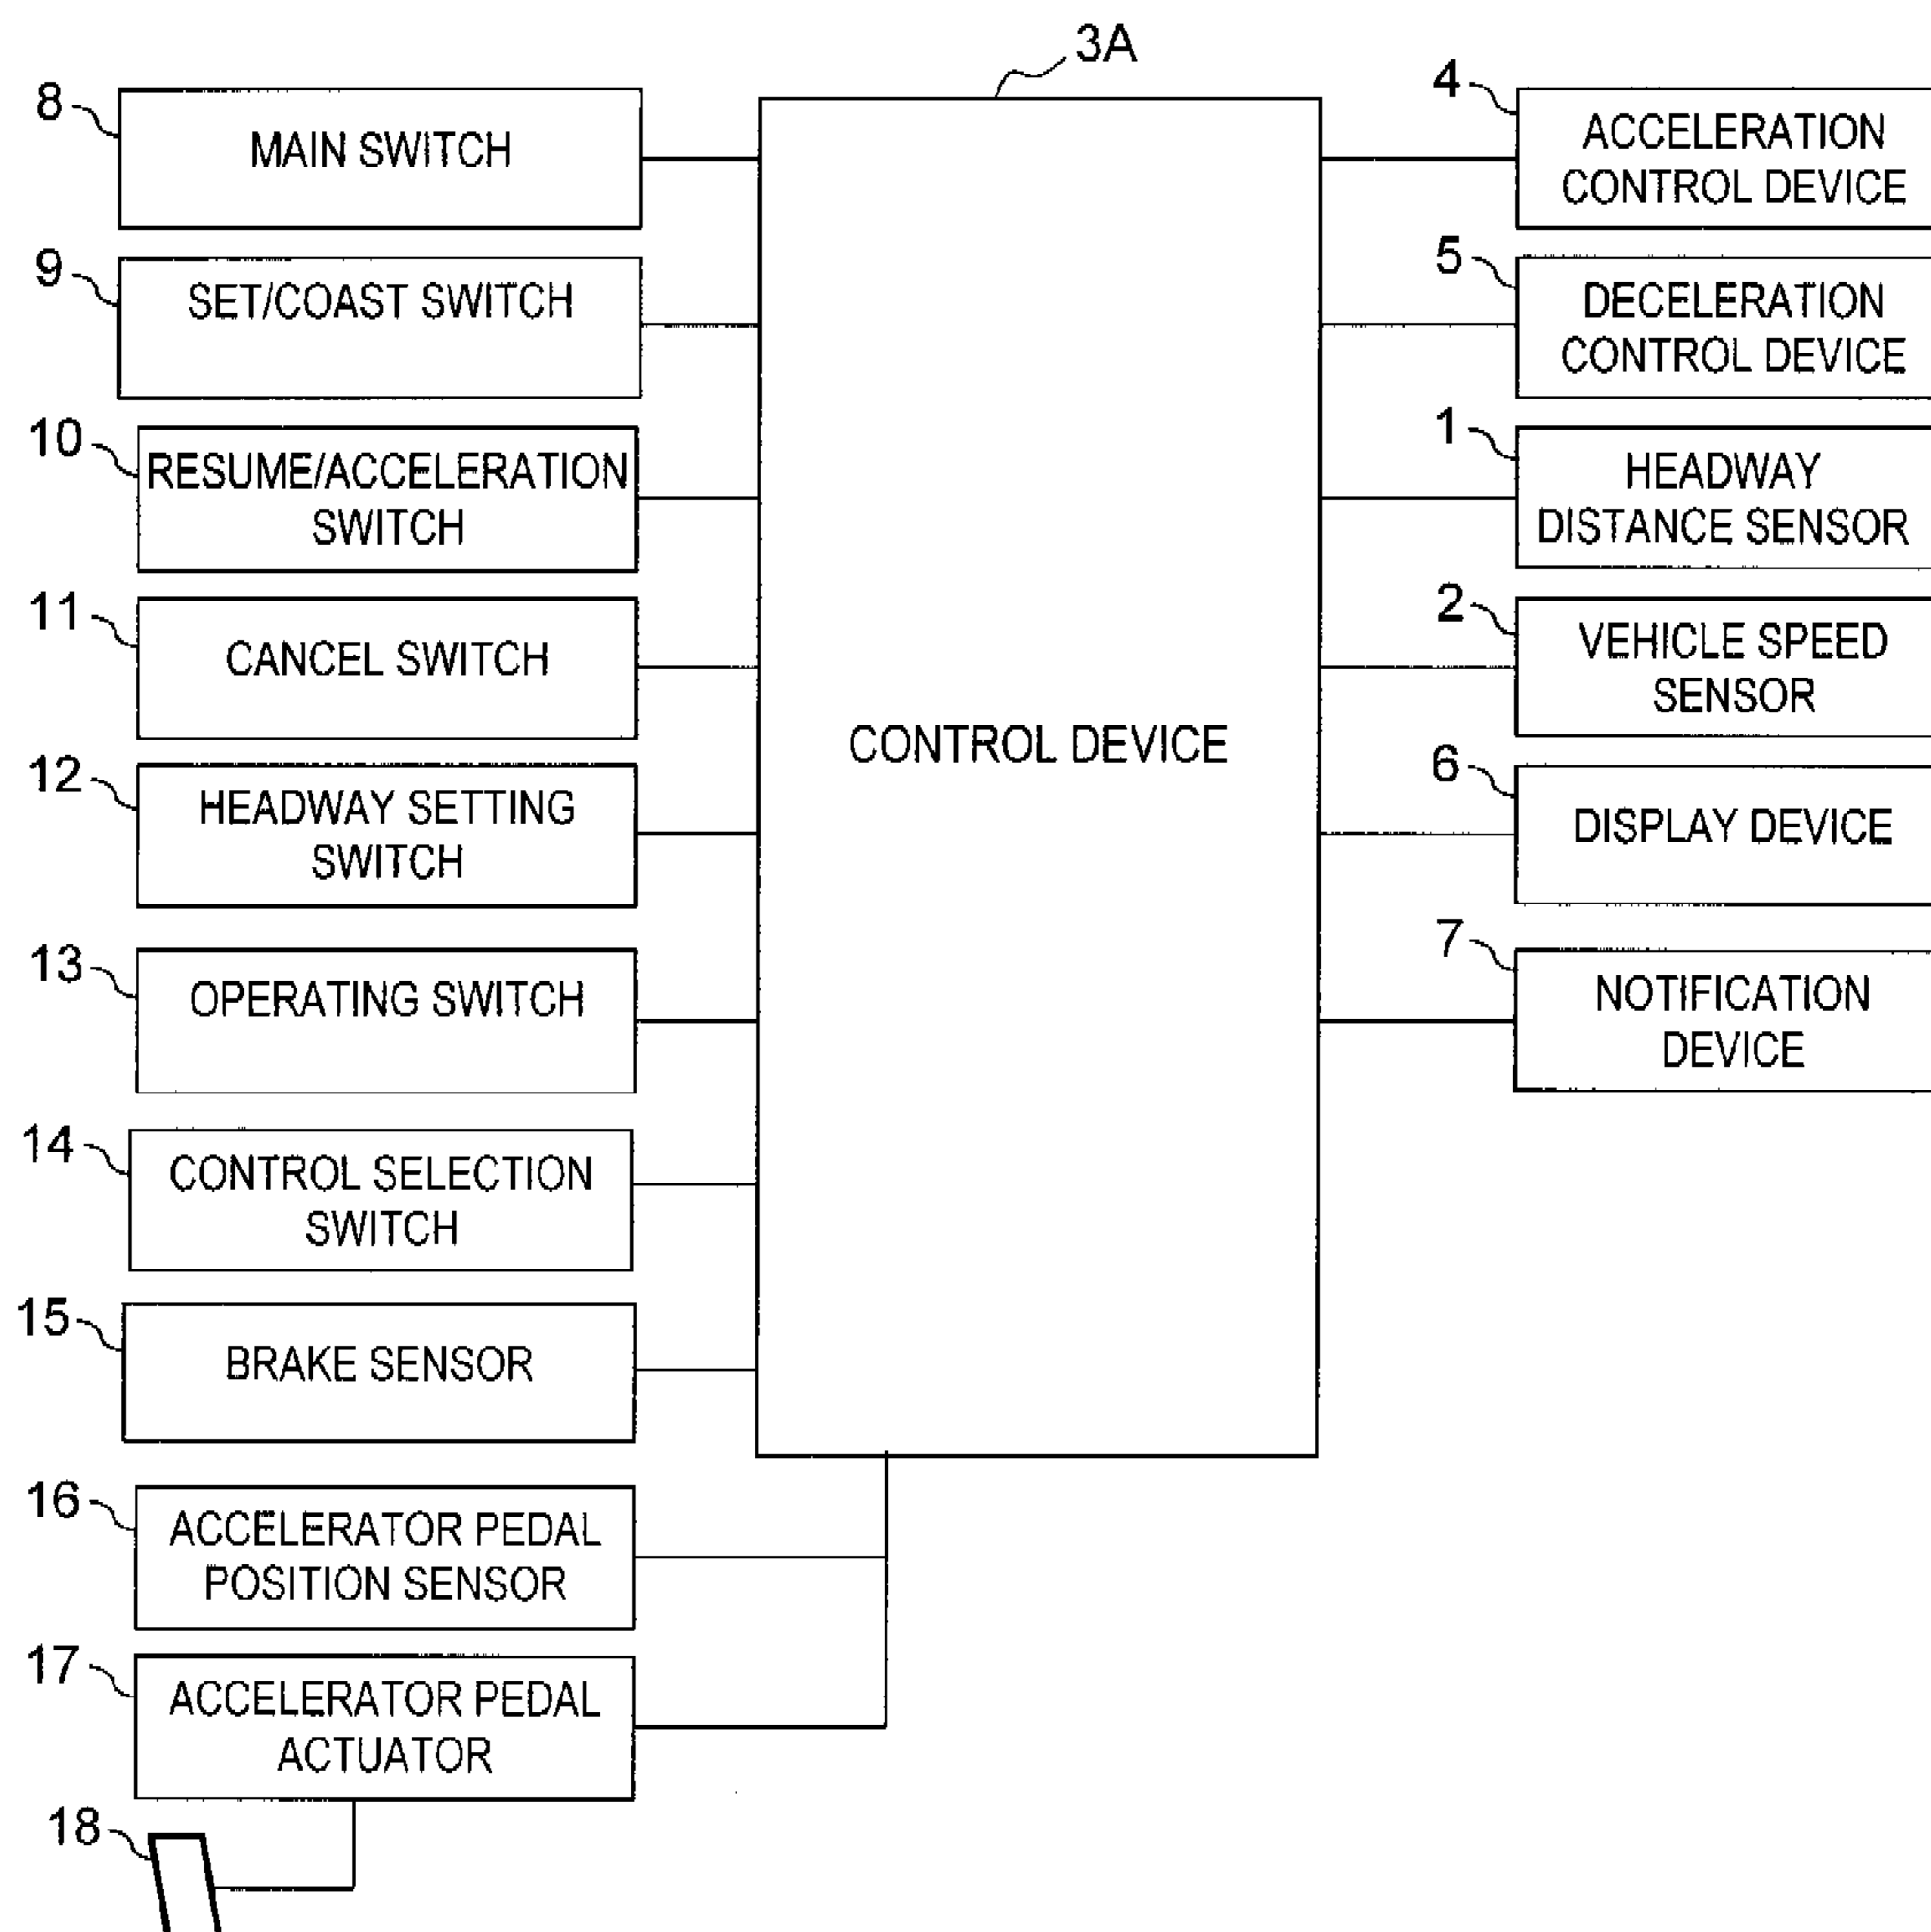 3A
8
MAIN SWITCH
9
SET/COAST SWITCH
10
RESUME/ACCELERATION
SWITCH
11
CANCEL SWITCH
12
HEADWAY SETTING
SWITCH
13
OPERATING SWITCH
14
CONTROL SELECTION
SWITCH
15
BRAKE SENSOR
16
ACCELERATOR PEDAL
POSITION SENSOR
17
ACCELERATOR PEDAL
ACTUATOR
18
CONTROL DEVICE
4
ACCELERATION
CONTROL DEVICE
5
DECELERATION
CONTROL DEVICE
1
HEADWAY
DISTANCE SENSOR
2
VEHICLE SPEED
SENSOR
6
DISPLAY DEVICE
7
NOTIFICATION
DEVICE